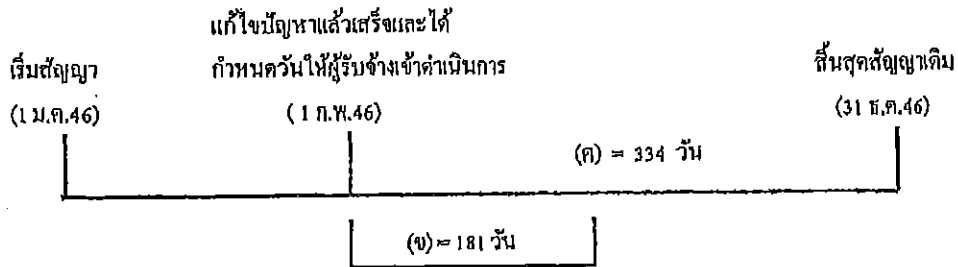 แก้ไขปัญหาแล้วเสร็จและได้
เริ่มสัญญา กำหนดวันให้ผู้รับจ้างเข้าดำเนินการ สิ้นสุดสัญญาเดิม
(1 ม.ค.46) (1 ก.พ.46) (31 ธ.ค.46)
(ค) = 334 วัน
(ข) = 181 วัน